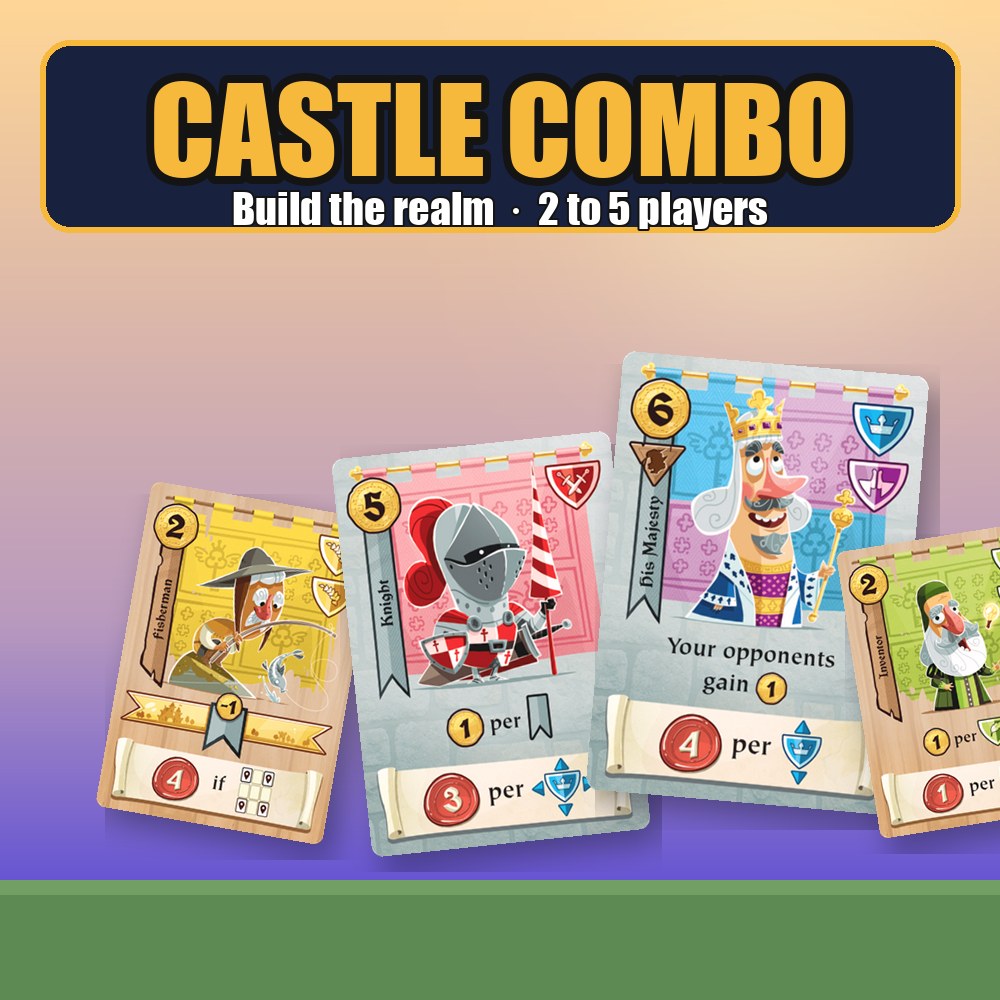 CASTLE COMBO
Build the realm · 2 to 5 players
2
Fisherman
-1
4 if
5
Knight
1 per
3 per
6
His Majesty
Your opponents
gain 1
4 per
2
Inventor
1 per
1 per